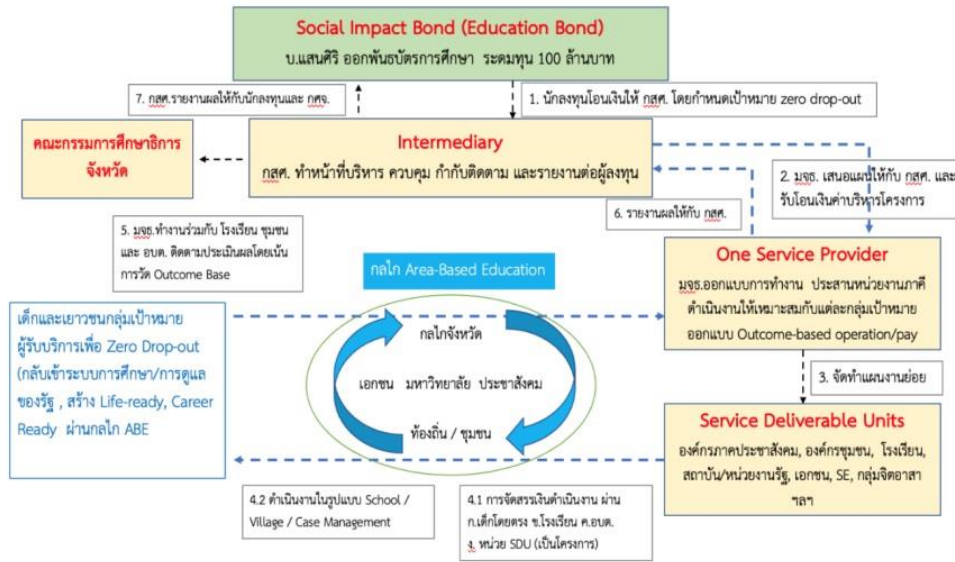 Social Impact Bond (Education Bond)
บ.แสนสิริ ออกพันธบัตรการศึกษา ระดมทุน 100 ล้านบาท
7. กสศ.รายงานผลให้กับนักลงทุนและ กศจ.
1. นักลงทุนโอนเงินให้ กสศ. โดยกำหนดเป้าหมาย zero drop-out
คณะกรรมการศึกษาธิการ
จังหวัด
Intermediary
กสศ. ทำหน้าที่บริหาร ควบคุม กำกับติดตาม และรายงานต่อผู้ลงทุน
2. มจธ. เสนอแผนให้กับ กสศ. และ
รับโอนเงินค่าบริหารโครงการ
6. รายงานผลให้กับ กสศ.
5. มจธ.ทำงานร่วมกับ โรงเรียน ชุมชน
และ อบต. ติดตามประเมินผลโดยเน้น
การวัด Outcome Base
One Service Provider
มจธ.ออกแบบการทำงาน ประสานหน่วยงานภาคี
ดำเนินงานให้เหมาะสมกับแต่ละกลุ่มเป้าหมาย
ออกแบบ Outcome-based operation/pay
กลไก Area-Based Education
กลไกจังหวัด
เอกชน มหาวิทยาลัย ประชาสังคม
ท้องถิ่น / ชุมชน
เด็กและเยาวชนกลุ่มเป้าหมาย
ผู้รับบริการเพื่อ Zero Drop-out
(กลับเข้าระบบการศึกษา/การดูแล
ของรัฐ , สร้าง Life-ready, Career
Ready ผ่านกลไก ABE
3. จัดทำแผนงานย่อย
Service Deliverable Units
องค์กรภาคประชาสังคม, องค์กรชุมชน, โรงเรียน,
สถาบัน/หน่วยงานรัฐ, เอกชน, SE, กลุ่มจิตอาสา
ฯลฯ
4.2 ดำเนินงานในรูปแบบ School /
Village / Case Management
4.1 การจัดสรรเงินดำเนินงาน ผ่าน
ก.เด็กโดยตรง ข.โรงเรียน ค.อบต.
ง. หน่วย SDU (เป็นโครงการ)